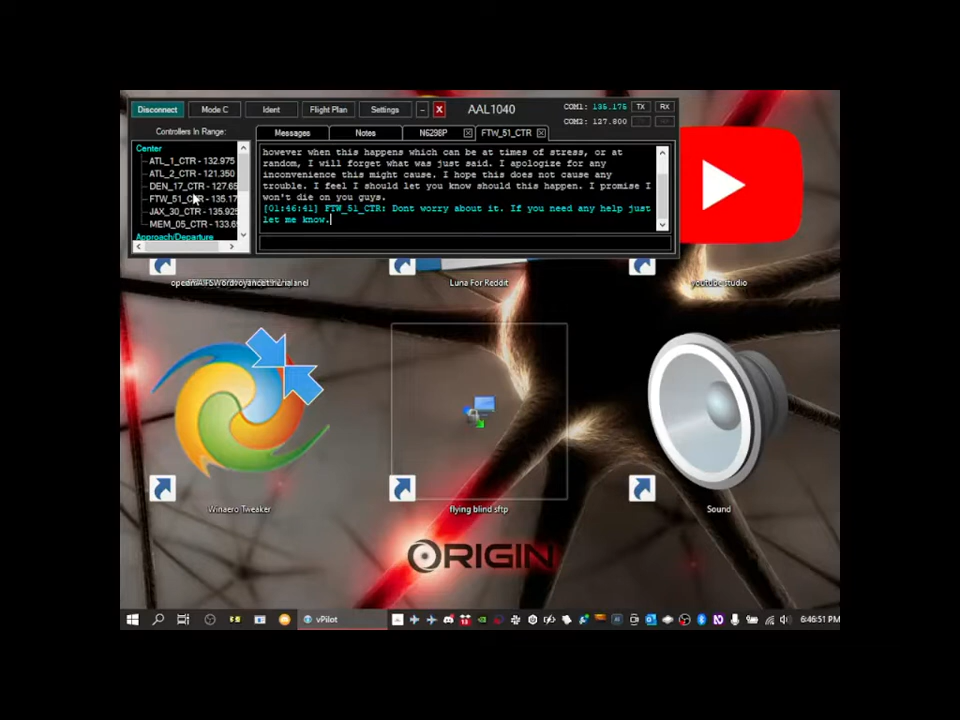 Disconnect Mode C Ident Flight Plan Settings – X AAL1040 COM1: 135.175 TX RX
COM2: 127.800
Controllers In Range:
Messages Notes N6298P FTW_51_CTR
Center
ATL_1_CTR - 132.975
ATL_2_CTR - 121.350
DEN_17_CTR - 127.65
FTW_51_CTR - 135.17
JAX_30_CTR - 135.925
MEM_05_CTR - 133.6
Approach/Departure
however when this happens which can be at times of stress, or at
random, I will forget what was just said. I apologize for any
inconvenience this might cause. I hope this does not cause any
trouble. I feel I should let you know should this happen. I promise I
won't die on you guys.
[01:46:41] FTW_51_CTR: Dont worry about it. If you need any help just
let me know.
Luna For Reddit
youtube studio
Winaero Tweaker
flying blind sftp
Sound
ORIGIN
vPilot
6:46:51 PM